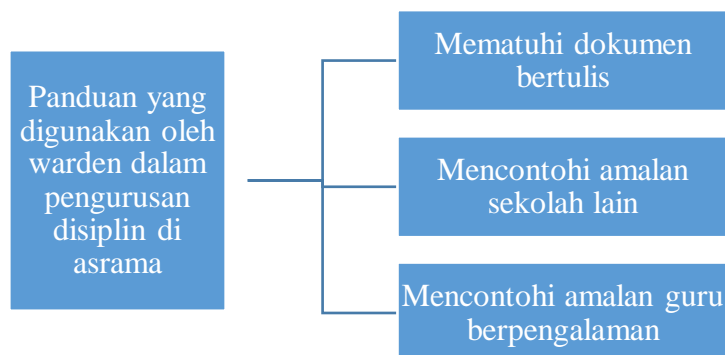 Panduan yang
digunakan oleh
warden dalam
pengurusan
disiplin di
asrama
Mematuhi dokumen
bertulis
Mencontohi amalan
sekolah lain
Mencontohi amalan guru
berpengalaman